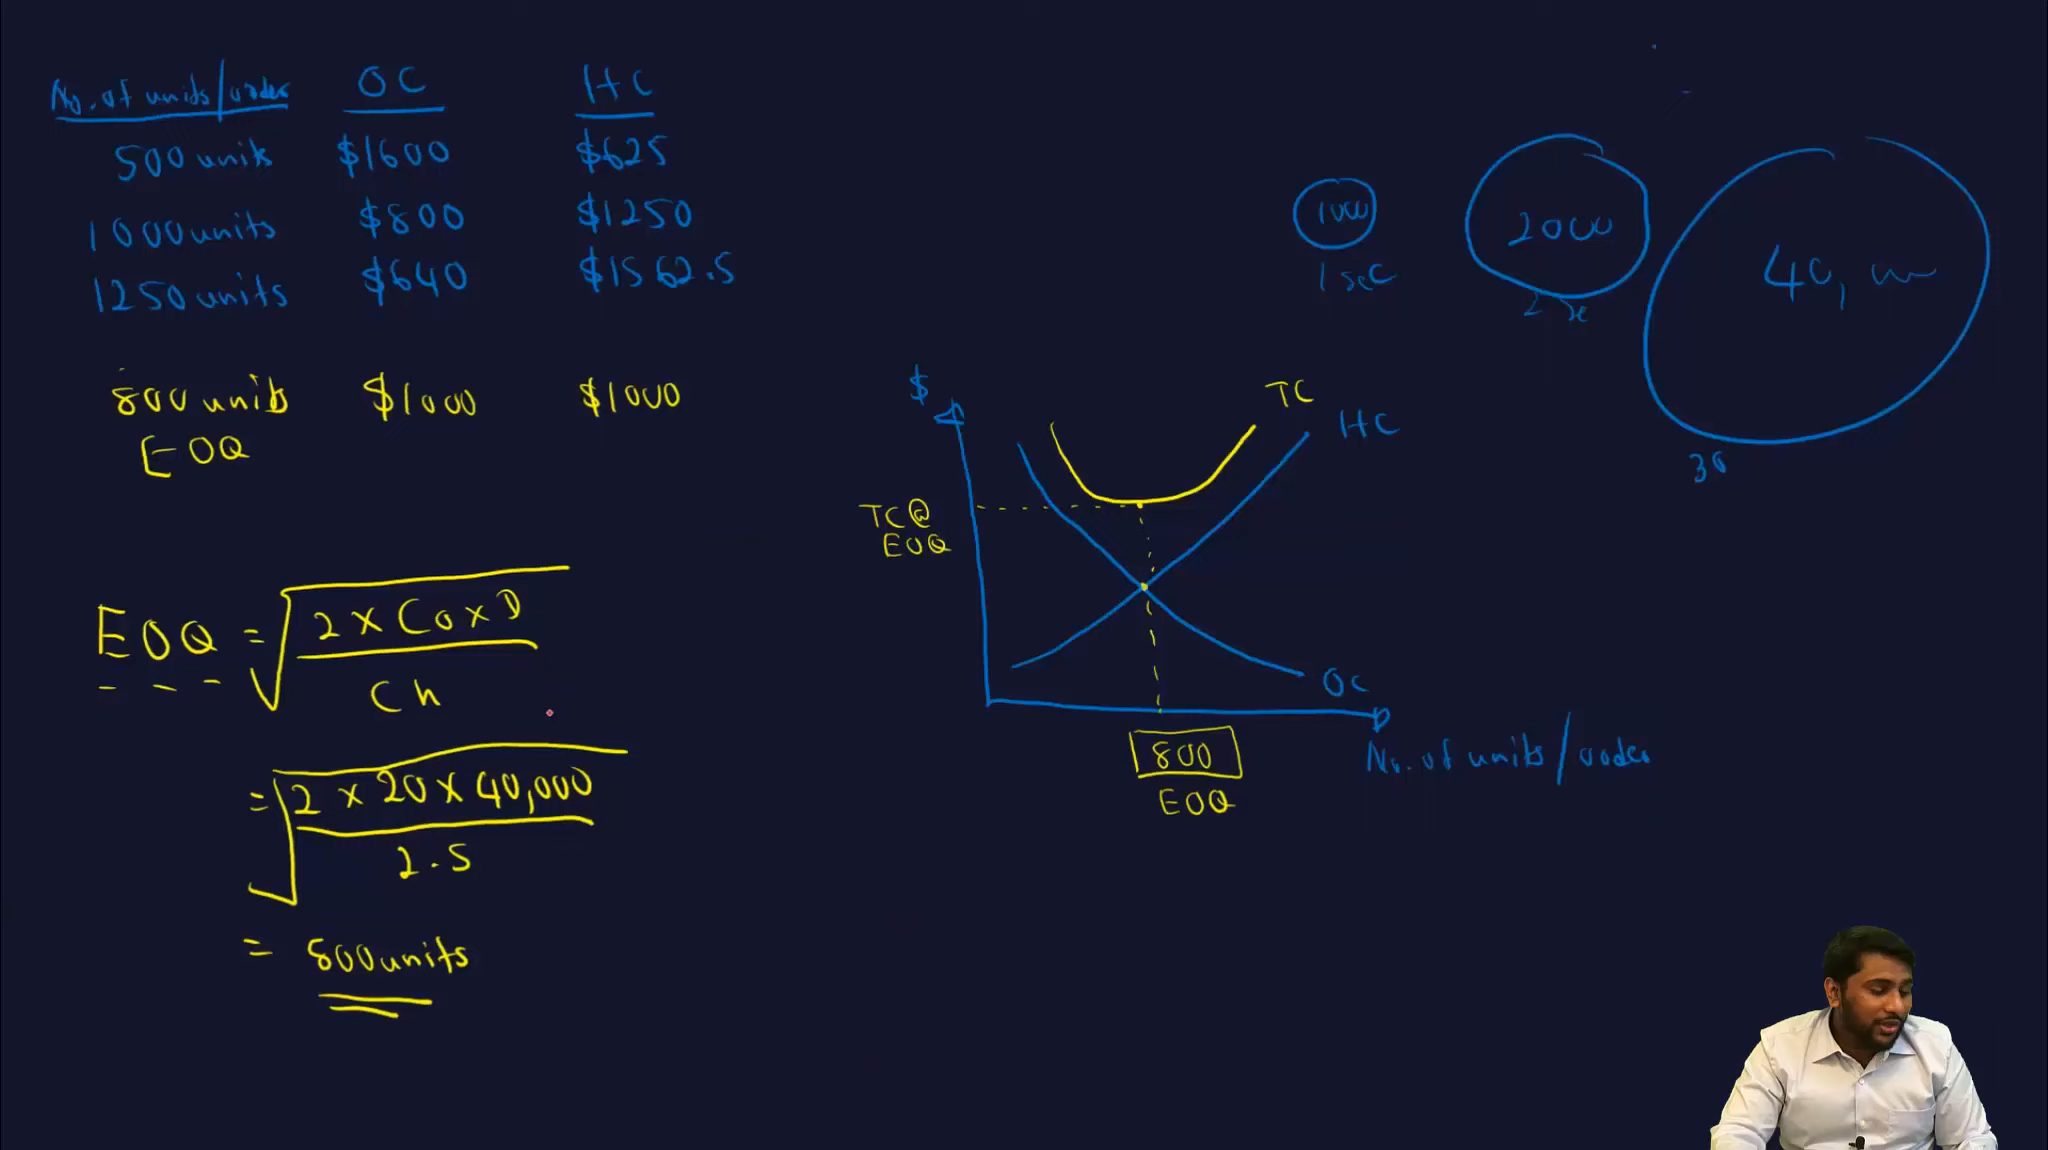 No. of units/order OC HC
500 units $1600 $625
1000 units $800 $1250
1250 units $640 $1562.5
800 units $1000 $1000
EOQ
EOQ = √ 2 × Co × D
Ch
= √ 2 × 20 × 40,000
2.5
= 800 units
1000
1 sec
2000
2
40,
30
$
TC
HC
TC@
EOQ
OC
800
EOQ
No. of units/order